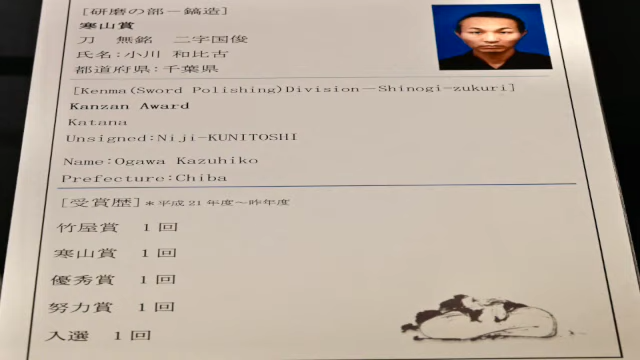 [研磨の部－鎬造]
寒山賞
刀　無銘　二字国俊
氏名:小川　和比古
都道府県:千葉県
[Kenma(Sword Polishing)Division－Shinogi-zukuri]
Kanzan Award
Katana
Unsigned:Niji-KUNITOSHI
Name:Ogawa Kazuhiko
Prefecture:Chiba
[受賞歴]＊平成21年度～昨年度
竹屋賞　1回
寒山賞　1回
優秀賞　1回
努力賞　1回
入選　1回